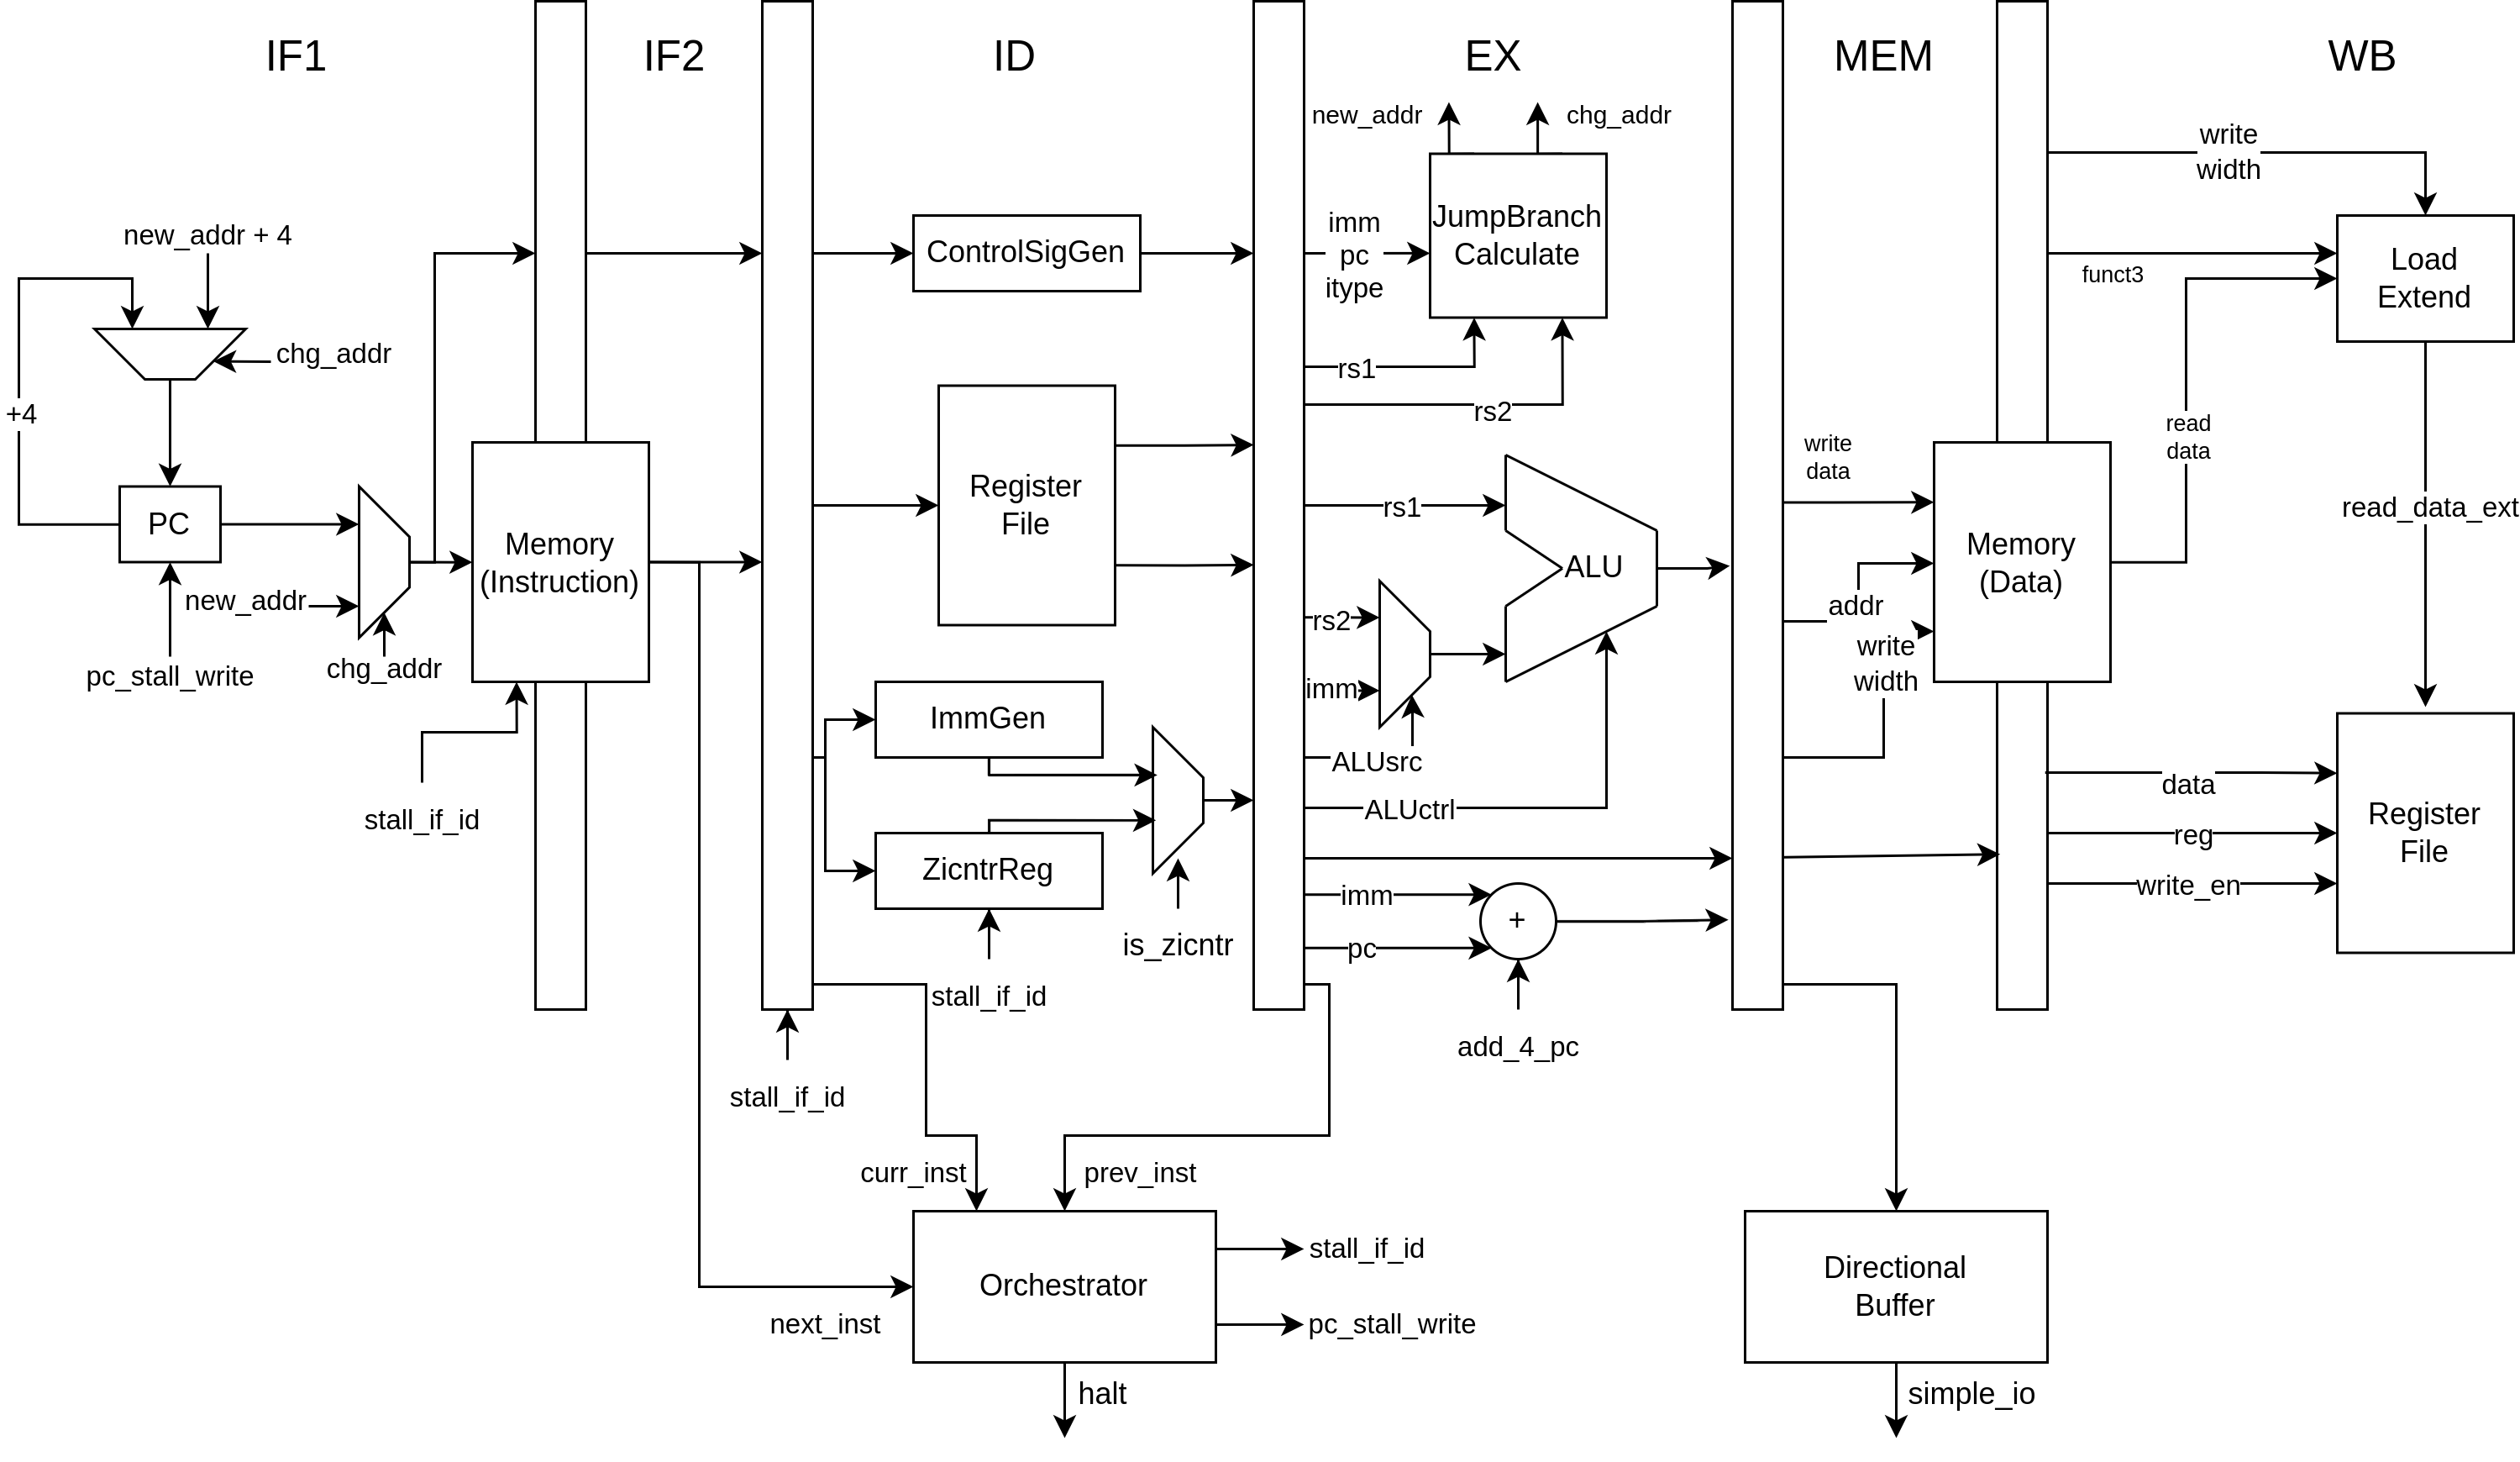 IF1
IF2
ID
EX
MEM
WB
new_addr + 4
chg_addr
+4
PC
new_addr
pc_stall_write
chg_addr
Memory
(Instruction)
stall_if_id
ControlSigGen
Register
File
ImmGen
ZicntrReg
stall_if_id
is_zicntr
stall_if_id
new_addr
chg_addr
imm
pc
itype
JumpBranch
Calculate
rs1
rs2
rs1
ALU
rs2
imm
ALUsrc
ALUctrl
imm
pc
+
add_4_pc
write
data
addr
write
width
Memory
(Data)
write
width
funct3
read
data
Load
Extend
read_data_ext
data
reg
write_en
Register
File
curr_inst
prev_inst
next_inst
Orchestrator
stall_if_id
pc_stall_write
halt
Directional
Buffer
simple_io